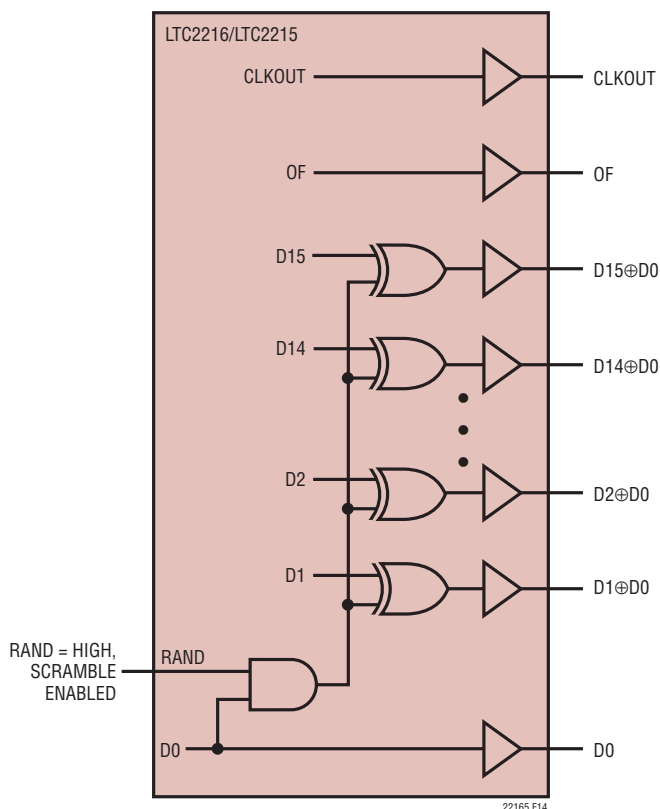 LTC2216/LTC2215
CLKOUT
CLKOUT
OF
OF
D15
D15⊕D0
D14
D14⊕D0
D2
D2⊕D0
D1
D1⊕D0
RAND = HIGH,
SCRAMBLE
ENABLED
RAND
D0
D0
22165 F14